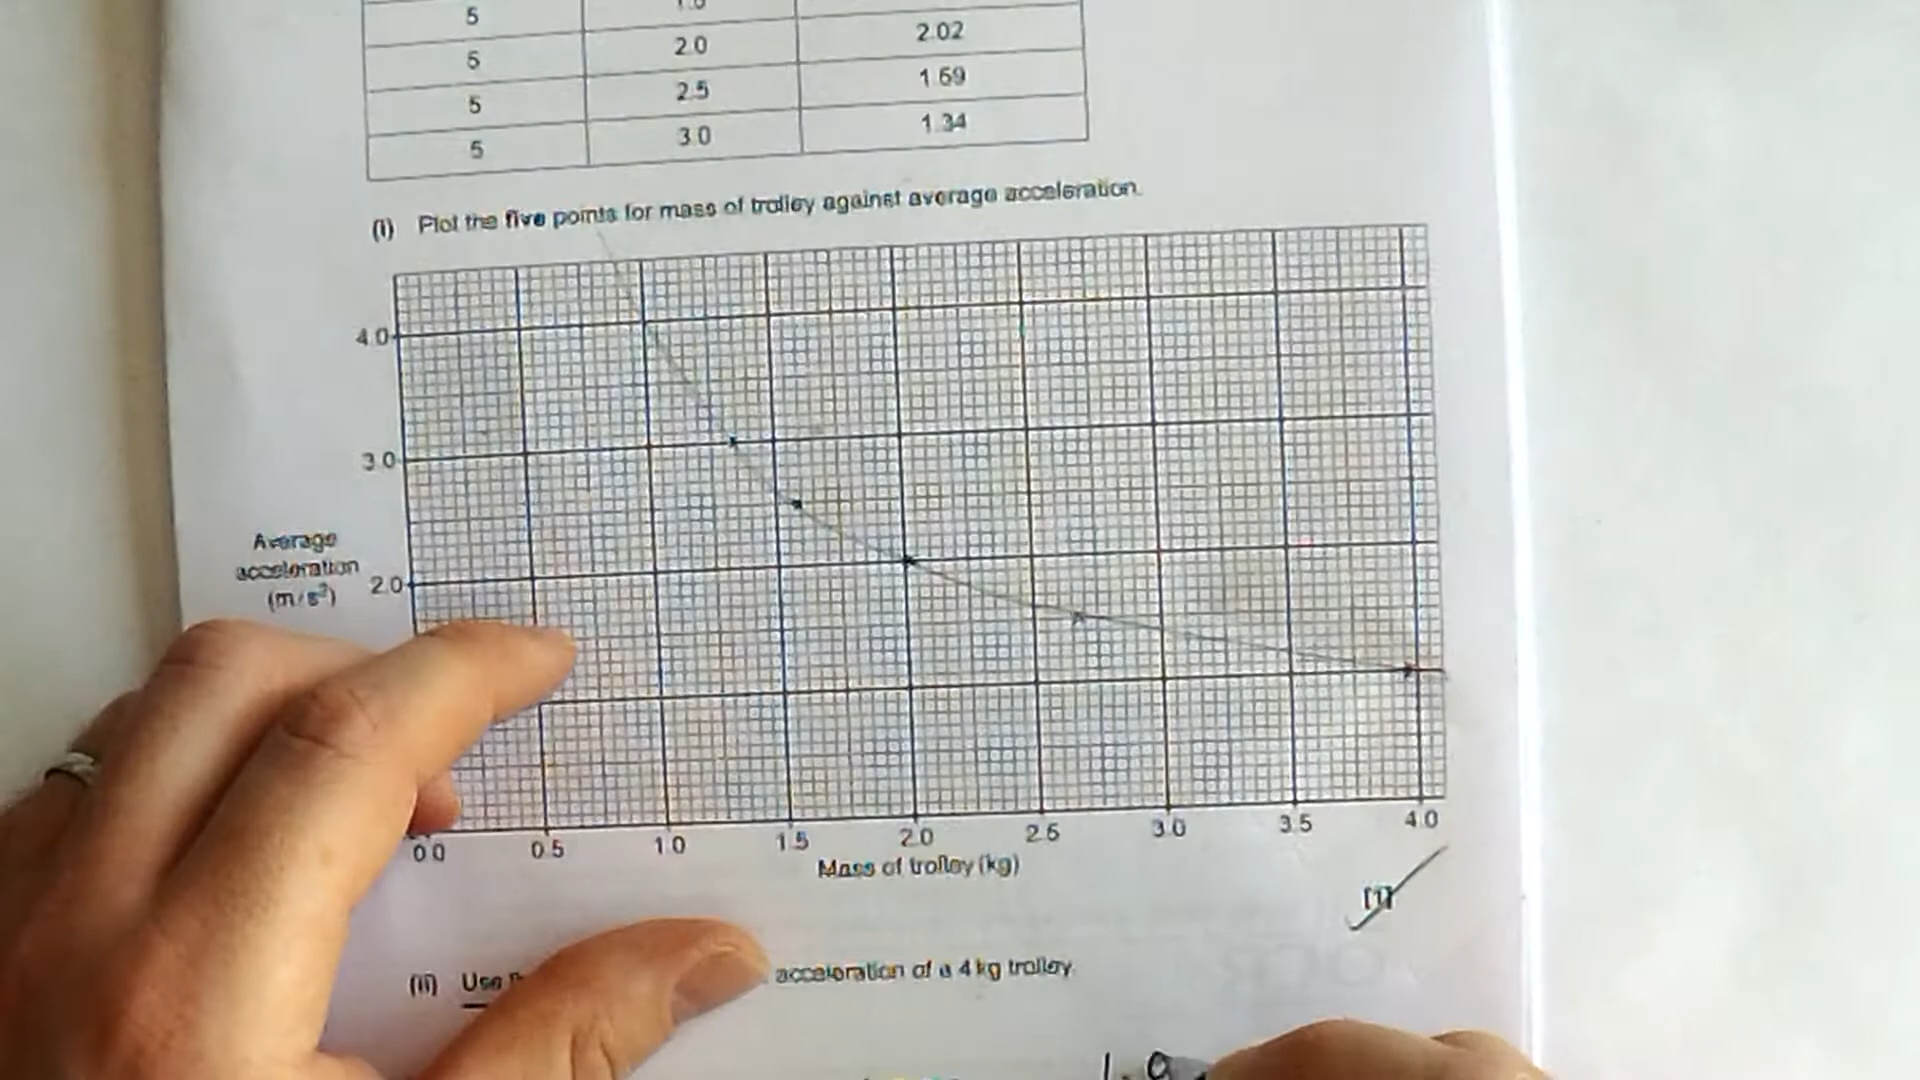 5
5 2.0 2.02
5 2.5 1.69
5 3.0 1.34
(i) Plot the five points for mass of trolley against average acceleration.
4.0
3.0
Average
acceleration
(m/s²)
2.0
0.0 0.5 1.0 1.5 2.0 2.5 3.0 3.5 4.0
Mass of trolley (kg)
[1]
(ii) Use acceleration of a 4 kg trolley.